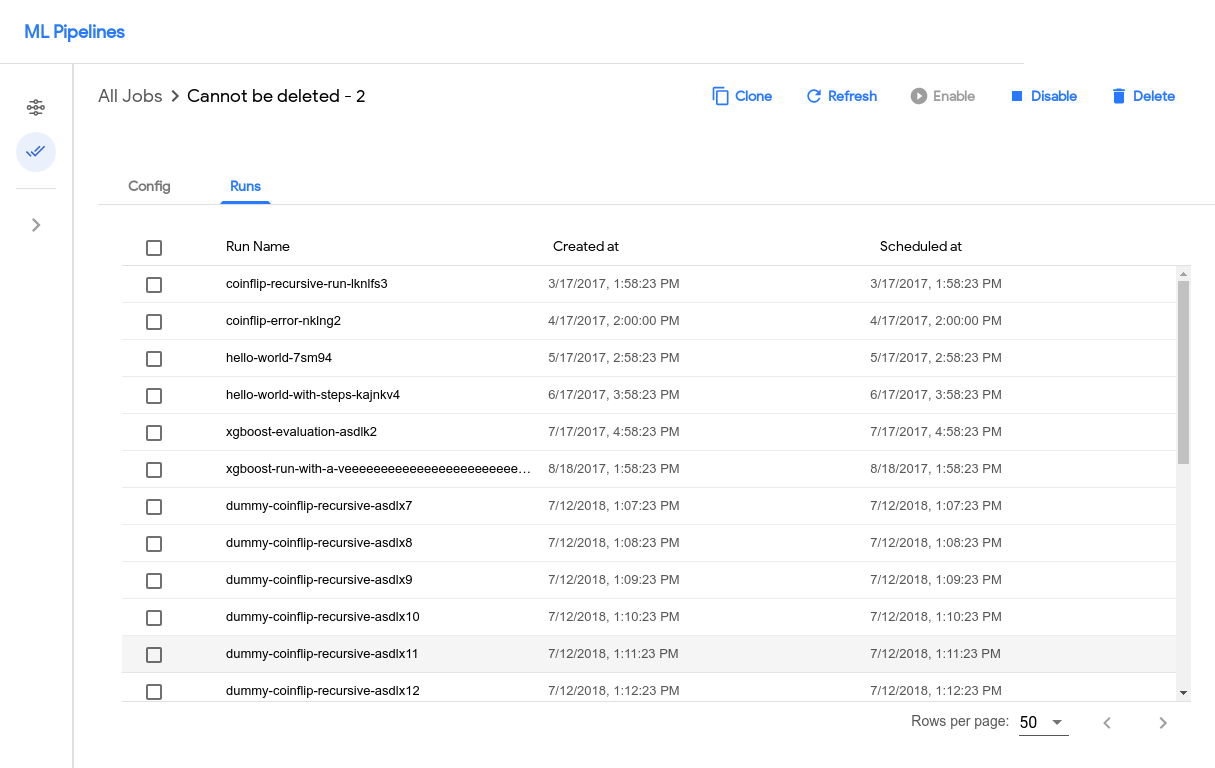 ML Pipelines
All Jobs Cannot be deleted - 2 Clone Refresh Enable Disable Delete
Config Runs
Run Name Created at Scheduled at
coinflip-recursive-run-lknlfs3 3/17/2017, 1:58:23 PM 3/17/2017, 1:58:23 PM
coinflip-error-nklng2 4/17/2017, 2:00:00 PM 4/17/2017, 2:00:00 PM
hello-world-7sm94 5/17/2017, 2:58:23 PM 5/17/2017, 2:58:23 PM
hello-world-with-steps-kajnkv4 6/17/2017, 3:58:23 PM 6/17/2017, 3:58:23 PM
xgboost-evaluation-asdlk2 7/17/2017, 4:58:23 PM 7/17/2017, 4:58:23 PM
xgboost-run-with-a-veeeeeeeeeeeeeeeeeeeeeeee… 8/18/2017, 1:58:23 PM 8/18/2017, 1:58:23 PM
dummy-coinflip-recursive-asdlx7 7/12/2018, 1:07:23 PM 7/12/2018, 1:07:23 PM
dummy-coinflip-recursive-asdlx8 7/12/2018, 1:08:23 PM 7/12/2018, 1:08:23 PM
dummy-coinflip-recursive-asdlx9 7/12/2018, 1:09:23 PM 7/12/2018, 1:09:23 PM
dummy-coinflip-recursive-asdlx10 7/12/2018, 1:10:23 PM 7/12/2018, 1:10:23 PM
dummy-coinflip-recursive-asdlx11 7/12/2018, 1:11:23 PM 7/12/2018, 1:11:23 PM
dummy-coinflip-recursive-asdlx12 7/12/2018, 1:12:23 PM 7/12/2018, 1:12:23 PM
Rows per page: 50